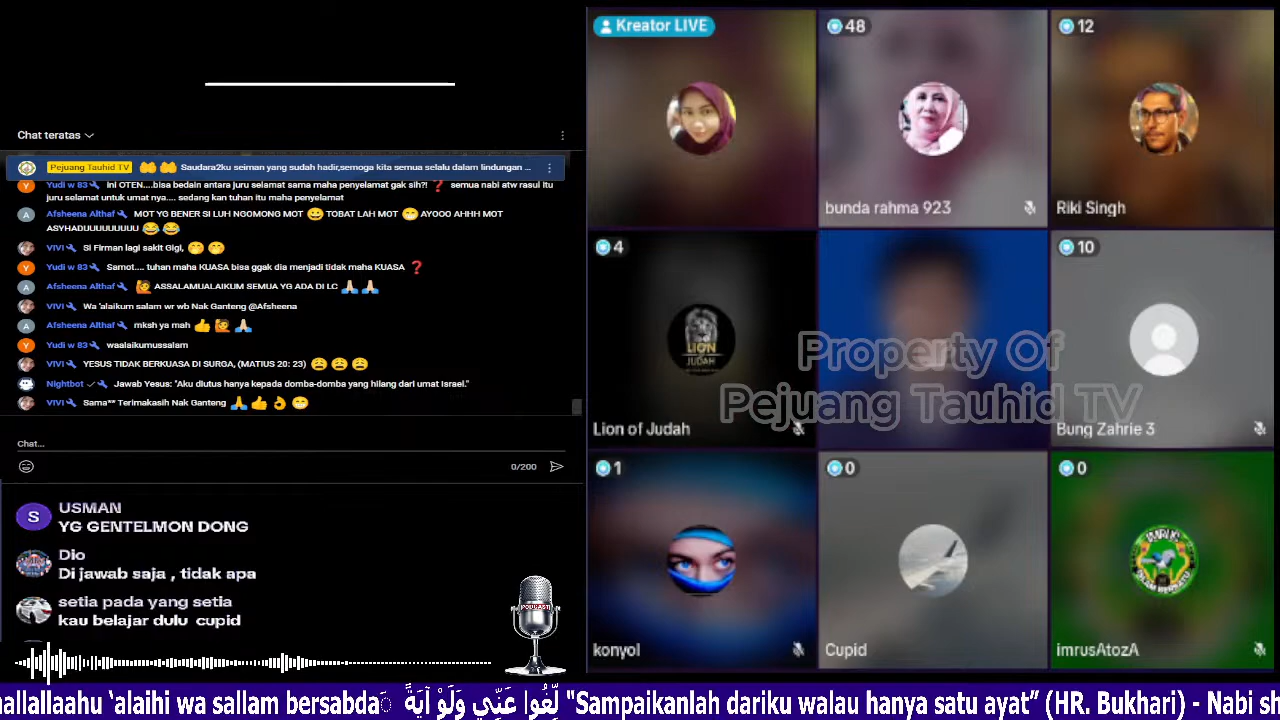 Chat teratas
Pejuang Tauhid TV Saudara2ku seiman yang sudah hadir,semoga kita semua selalu dalam lindungan ...
Yudi w 83 ini OTEN....bisa bedain antara juru selamat sama maha penyelamat gak sih?! ❓ semua nabi atw rasul itu
juru selamat untuk umat nya.... sedang kan tuhan itu maha penyelamat
Afsheena Althaf MOT YG BENER SI LUH NGOMONG MOT 😀 TOBAT LAH MOT 😁 AYOOO AHHH MOT
ASYHADUUUUUUUUU 😂 😂
VIVI Si Firman lagi sakit Gigi, 🤭 🤭
Yudi w 83 Samot.... tuhan maha KUASA bisa ggak dia menjadi tidak maha KUASA ❓
Afsheena Althaf 🙋 ASSALAMUALAIKUM SEMUA YG ADA DI LC 🙏 🙏
VIVI Wa 'alaikum salam wr wb Nak Ganteng @Afsheena
Afsheena Althaf mksh ya mah 👍 🙋 🙏
Yudi w 83 waalaikumussalam
VIVI YESUS TIDAK BERKUASA DI SURGA, (MATIUS 20: 23) 😩 😩 😩
Nightbot Jawab Yesus: "Aku diutus hanya kepada domba-domba yang hilang dari umat Israel."
VIVI Sama** Terimakasih Nak Ganteng 🙏 👍 👌 😁
Chat...
0/200
S USMAN
YG GENTELMON DONG
Dio
Di jawab saja , tidak apa
setia pada yang setia
kau belajar dulu cupid
PODCAST
Kreator LIVE
48
12
bunda rahma 923
Riki Singh
4
10
LION
JUDAH
Property Of
Pejuang Tauhid TV
Lion of Judah
Bung Zahrie 3
1
0
0
konyol
Cupid
imrusAtozA
nallallaahu 'alaihi wa sallam bersabda لِّغُوا عَنِّي وَلَوْ آيَةً "Sampaikanlah dariku walau hanya satu ayat" (HR. Bukhari) - Nabi sh